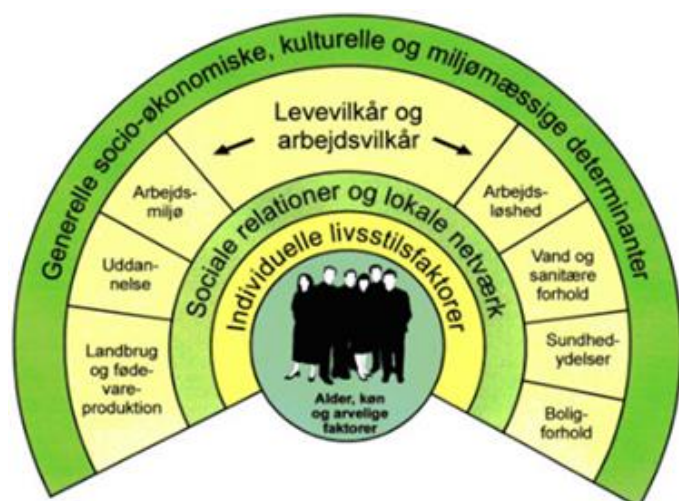 Generelle socio-økonomiske, kulturelle og miljømæssige determinanter
Levevilkår og
arbejdsvilkår
Arbejds-
miljø
Uddan-
nelse
Landbrug
og føde-
vare-
produktion
Arbejds-
løshed
Vand og
sanitære
forhold
Sundhed-
ydelser
Bolig-
forhold
Sociale relationer og lokale netværk
Individuelle livsstilsfaktorer
Alder, køn
og arvelige
faktorer